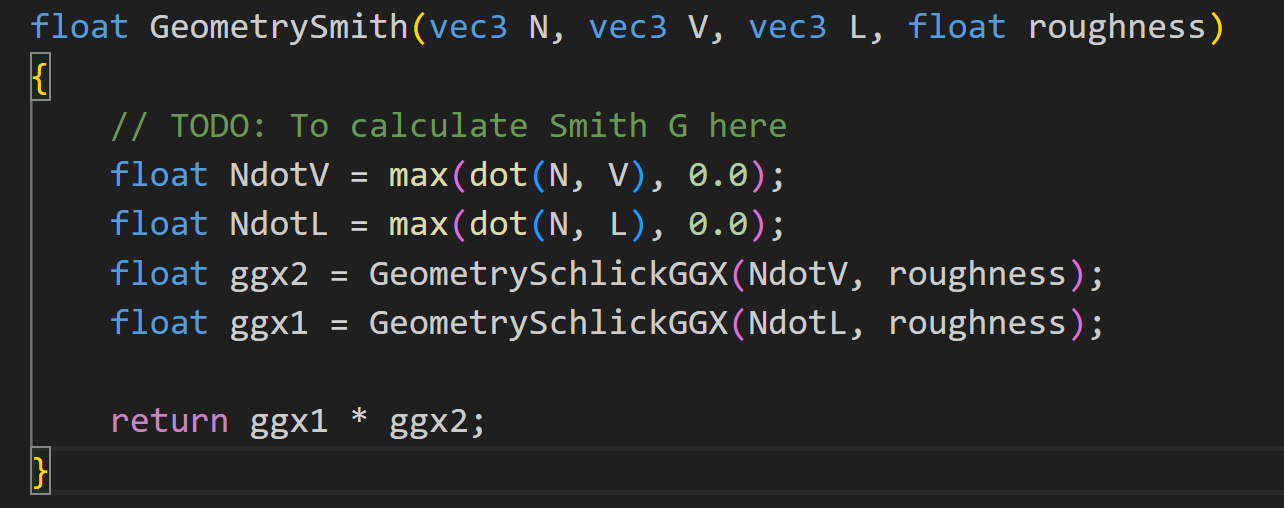 float GeometrySmith(vec3 N, vec3 V, vec3 L, float roughness)
{
    // TODO: To calculate Smith G here
    float NdotV = max(dot(N, V), 0.0);
    float NdotL = max(dot(N, L), 0.0);
    float ggx2 = GeometrySchlickGGX(NdotV, roughness);
    float ggx1 = GeometrySchlickGGX(NdotL, roughness);

    return ggx1 * ggx2;
}